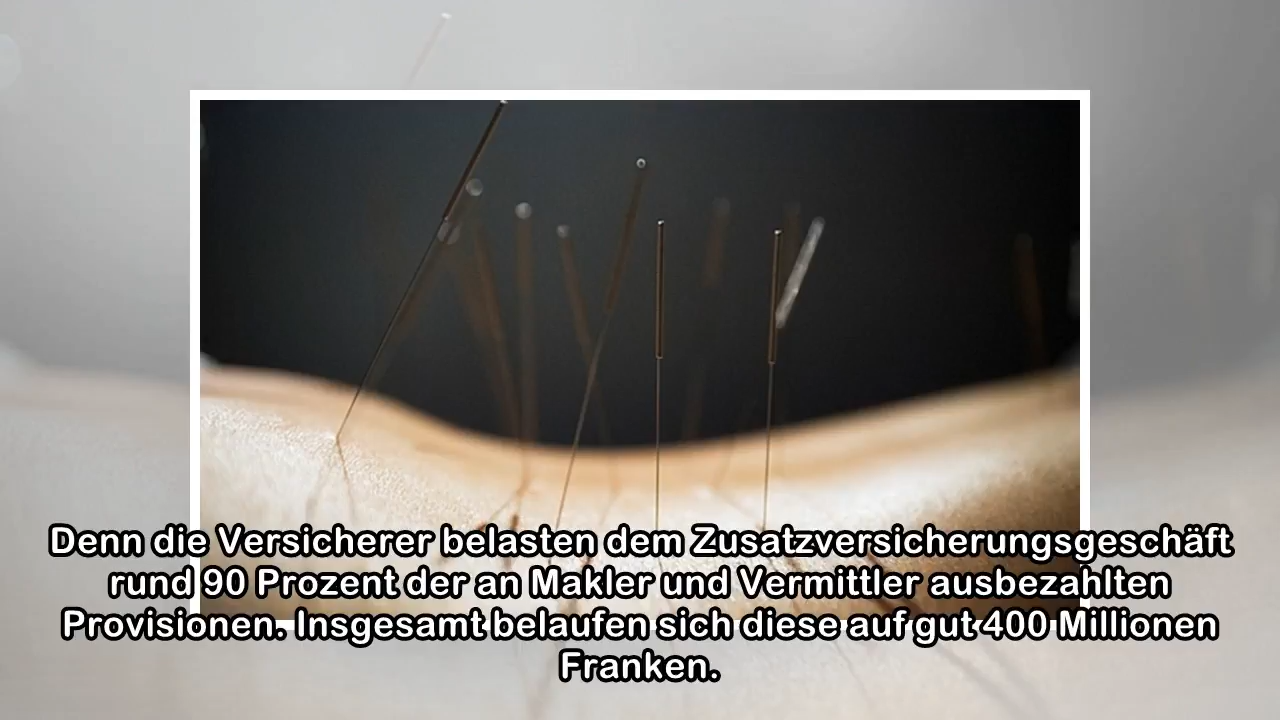 Denn die Versicherer belasten dem Zusatzversicherungsgeschäft
rund 90 Prozent der an Makler und Vermittler ausbezahlten
Provisionen. Insgesamt belaufen sich diese auf gut 400 Millionen
Franken.